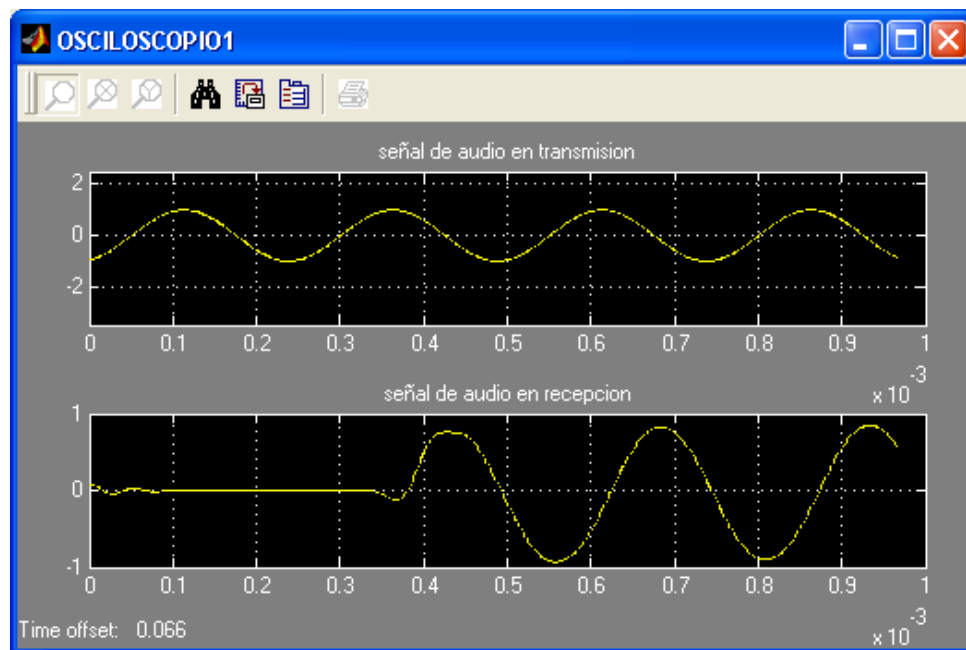 OSCILOSCOPIO1
señal de audio en transmision
2
0
-2
0 0.1 0.2 0.3 0.4 0.5 0.6 0.7 0.8 0.9 1
x 10-3
señal de audio en recepcion
1
0
-1
0 0.1 0.2 0.3 0.4 0.5 0.6 0.7 0.8 0.9 1
x 10-3
Time offset: 0.066